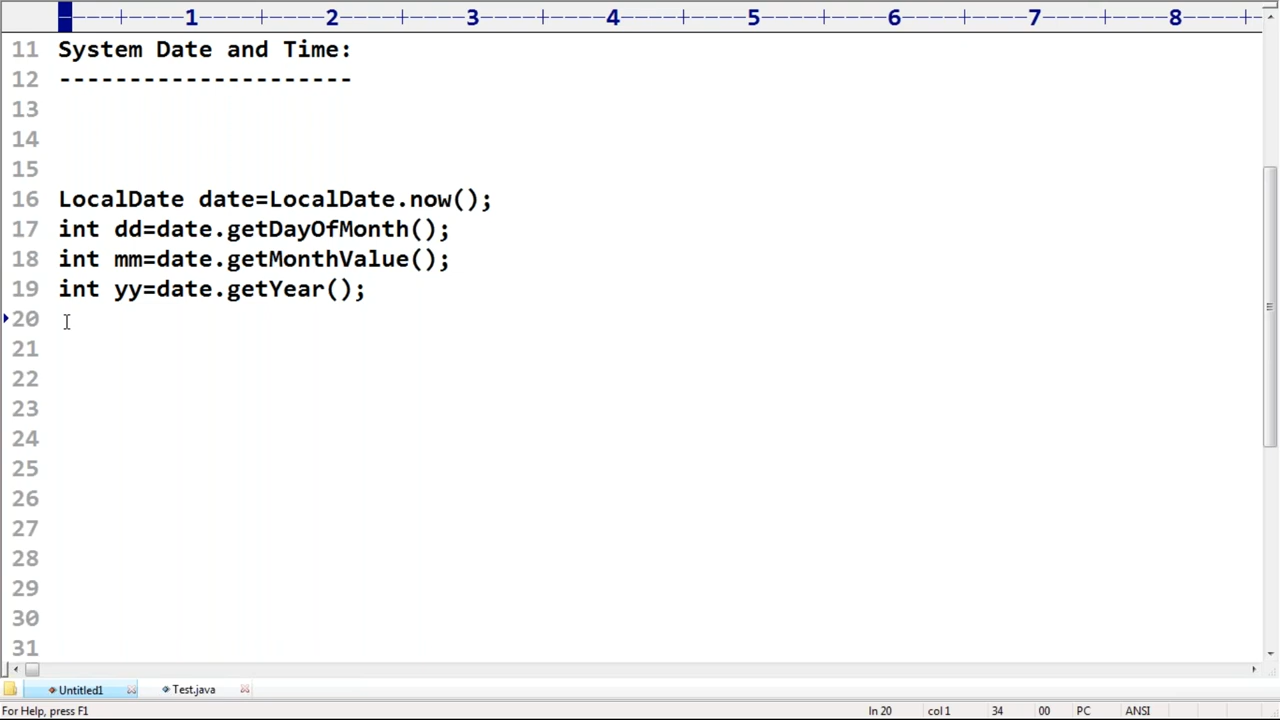 1 2 3 4 5 6 7 8
11 System Date and Time:
12 ---------------------
13
14
15
16 LocalDate date=LocalDate.now();
17 int dd=date.getDayOfMonth();
18 int mm=date.getMonthValue();
19 int yy=date.getYear();
20
21
22
23
24
25
26
27
28
29
30
31
Untitled1 Test.java
For Help, press F1 ln 20 col 1 34 00 PC ANSI